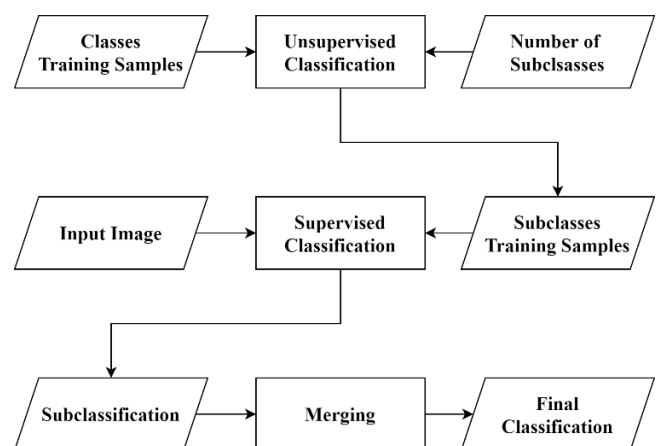 Classes
Training Samples
Unsupervised
Classification
Number of
Subclsasses
Input Image
Supervised
Classification
Subclasses
Training Samples
Subclassification
Merging
Final
Classification